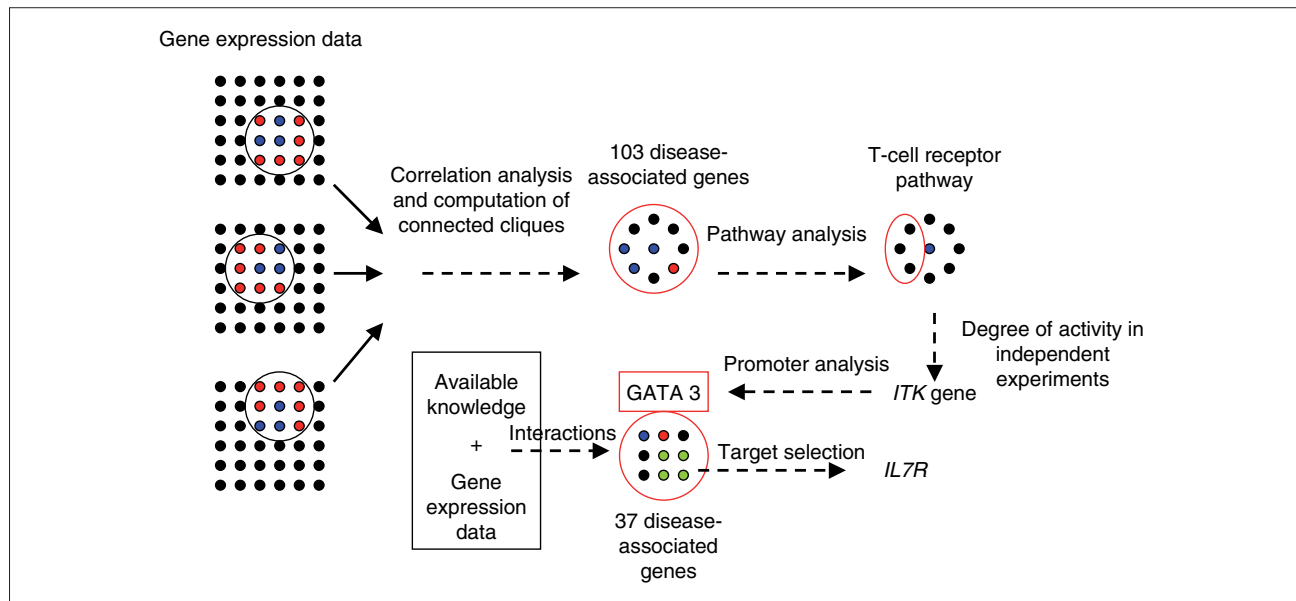 Gene expression data
Correlation analysis
and computation of
connected cliques
103 disease-
associated genes
Pathway analysis
T-cell receptor
pathway
Degree of activity in
independent
experiments
ITK gene
Promoter analysis
GATA 3
Available
knowledge
+
Gene
expression
data
Interactions
37 disease-
associated
genes
Target selection
IL7R